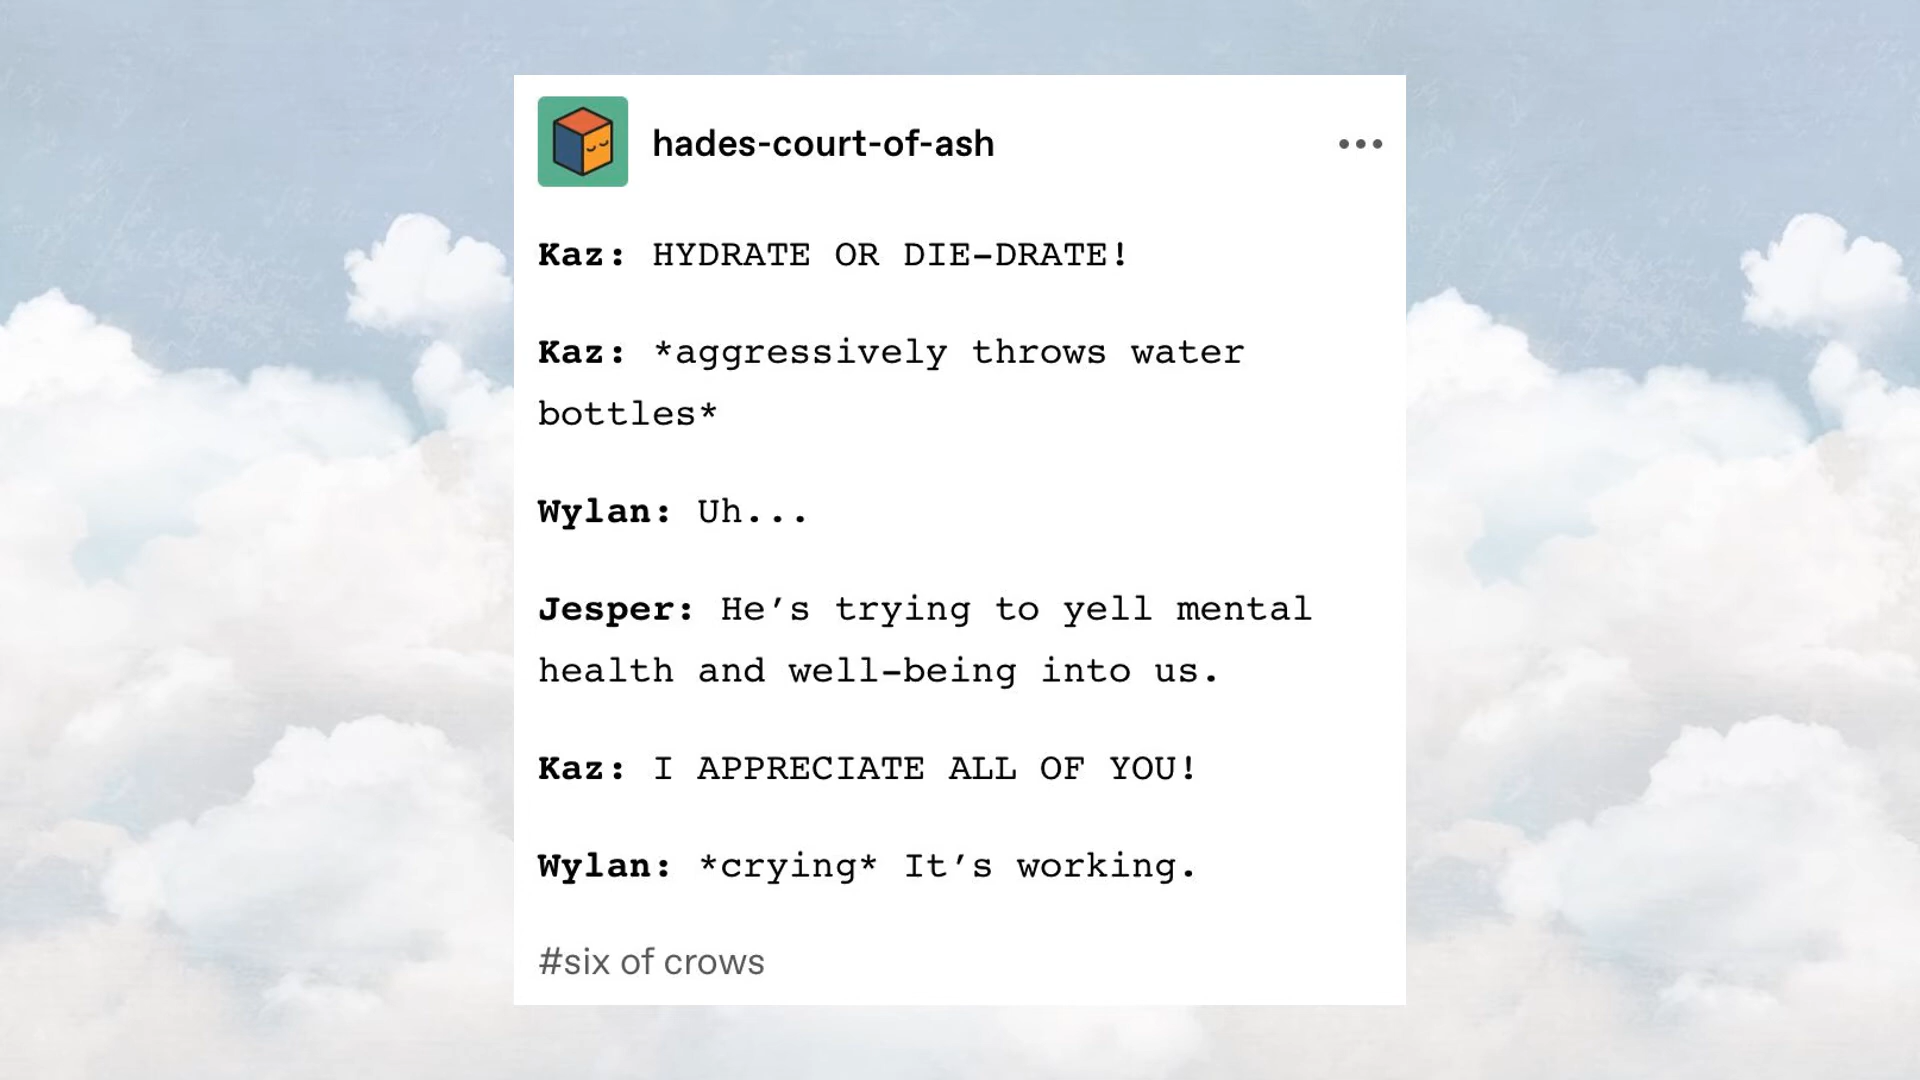 hades-court-of-ash
Kaz: HYDRATE OR DIE-DRATE!
Kaz: *aggressively throws water
bottles*
Wylan: Uh...
Jesper: He’s trying to yell mental
health and well-being into us.
Kaz: I APPRECIATE ALL OF YOU!
Wylan: *crying* It’s working.
#six of crows